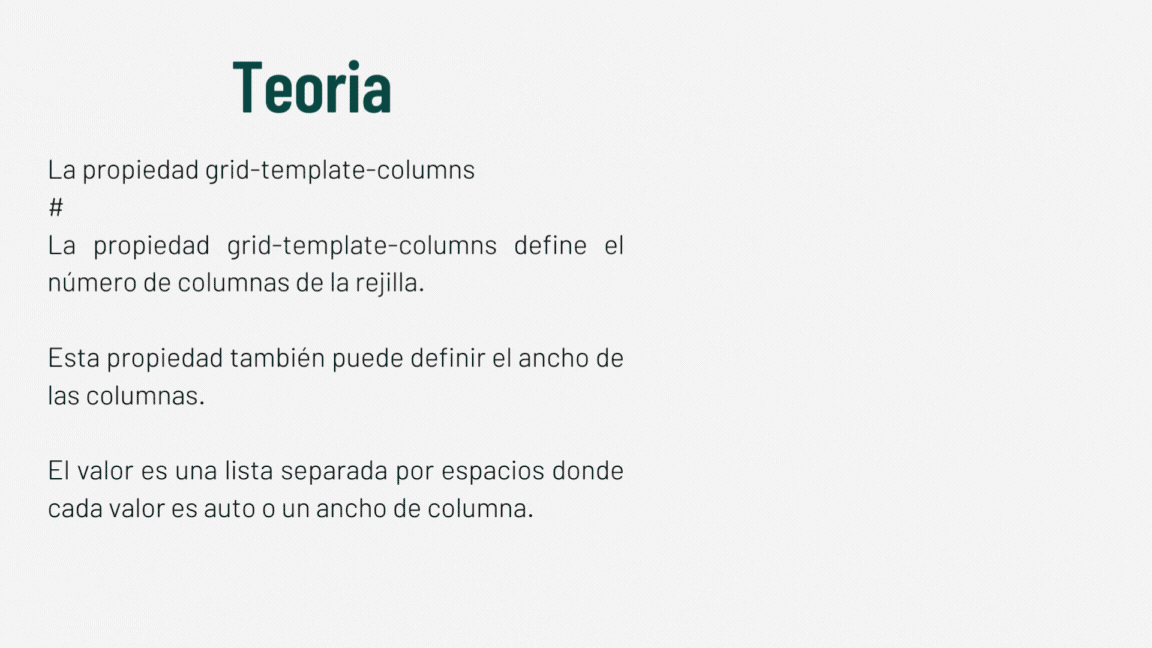 Teoria
La propiedad grid-template-columns
#
La propiedad grid-template-columns define el
número de columnas de la rejilla.
Esta propiedad también puede definir el ancho de
las columnas.
El valor es una lista separada por espacios donde
cada valor es auto o un ancho de columna.